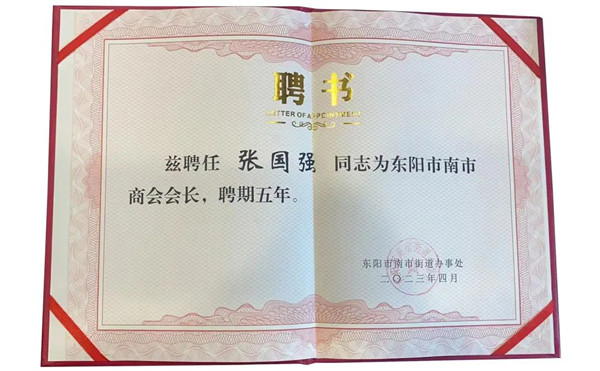 聘书
LETTER OF APPOINTMENT
兹聘任 张国强 同志为东阳市南市
商会会长，聘期五年。
东阳市南市街道办事处
二〇二三年四月